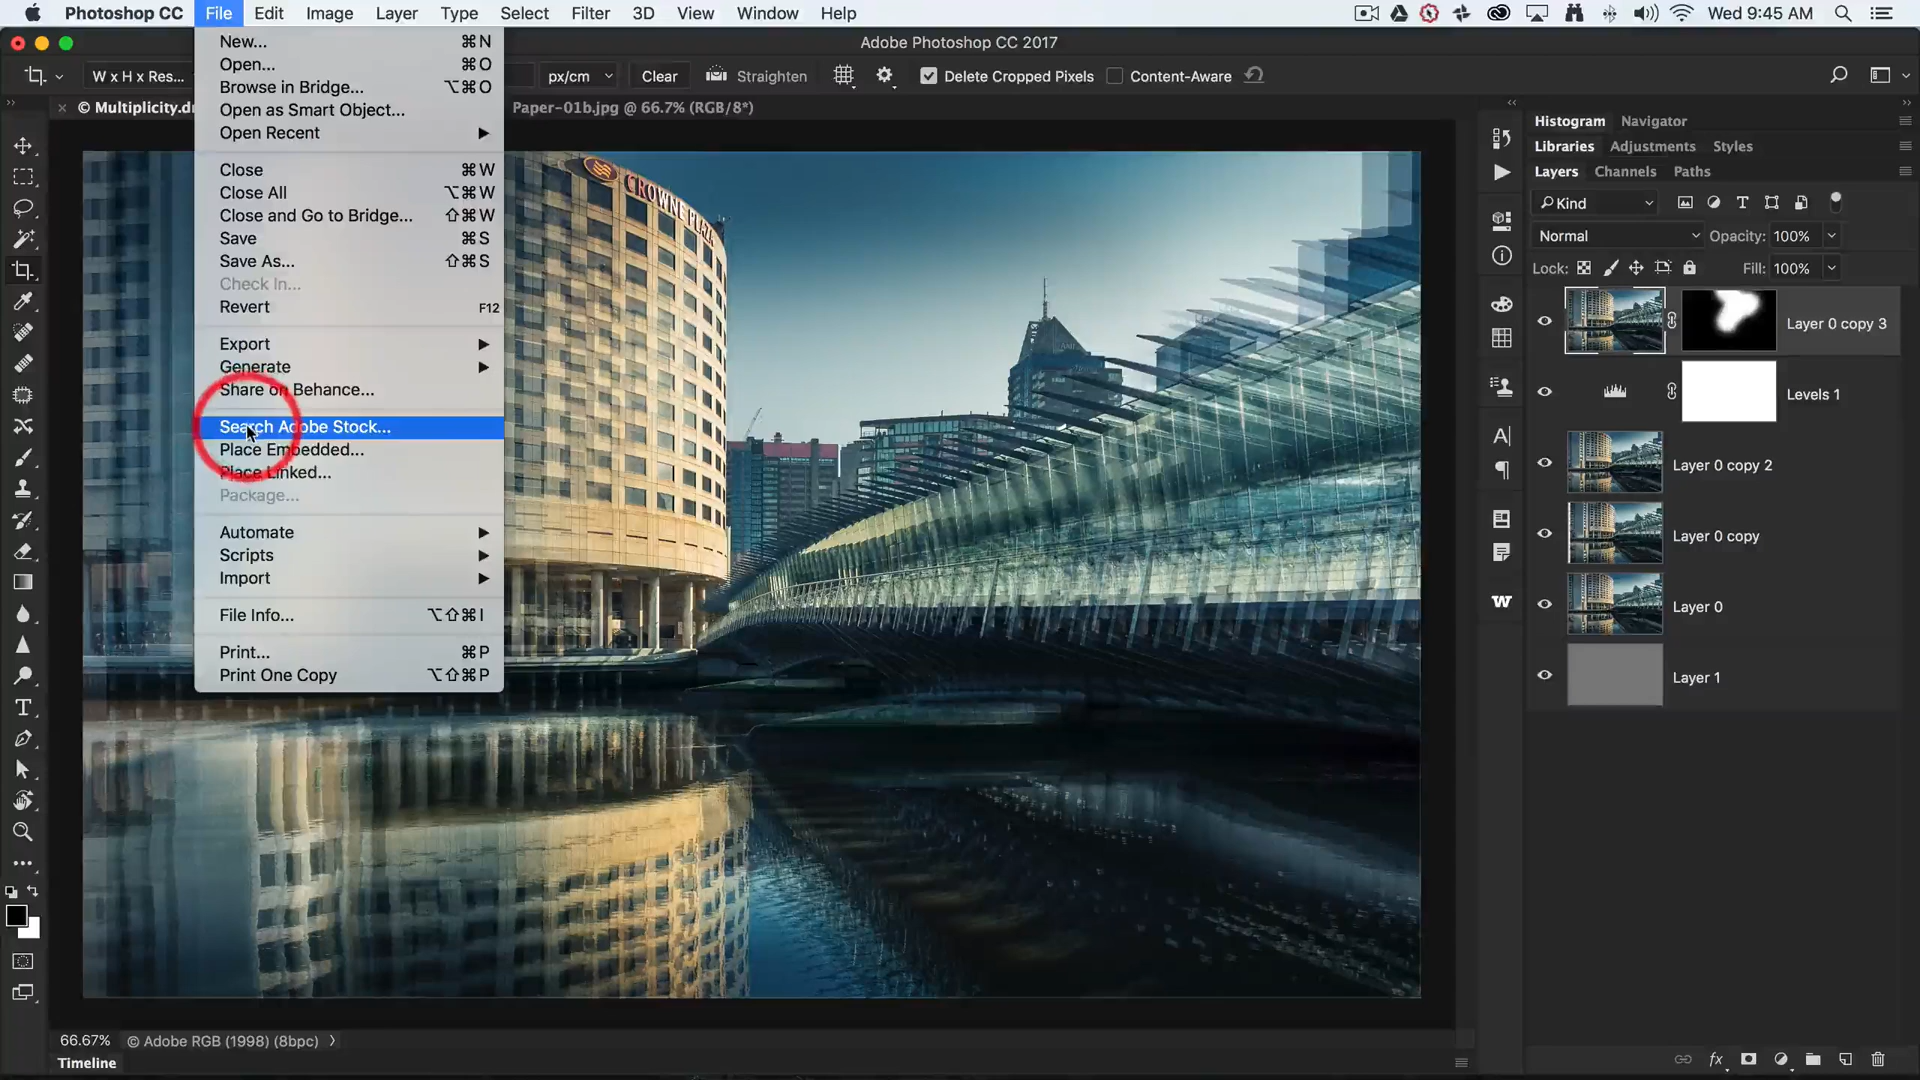 Photoshop CC File Edit Image Layer Type Select Filter 3D View Window Help Wed 9:45 AM
Adobe Photoshop CC 2017
W x H x Res... px/cm Clear Straighten Delete Cropped Pixels Content-Aware
© Multiplicity.d Paper-01b.jpg @ 66.7% (RGB/8*)
New... ⌘N
Open... ⌘O
Browse in Bridge... ⌥⌘O
Open as Smart Object...
Open Recent
Close ⌘W
Close All ⌥⌘W
Close and Go to Bridge... ⇧⌘W
Save ⌘S
Save As... ⇧⌘S
Check In...
Revert F12
Export
Generate
Share on Behance...
Search Adobe Stock...
Place Embedded...
Place Linked...
Package...
Automate
Scripts
Import
File Info... ⌥⇧⌘I
Print... ⌘P
Print One Copy ⌥⇧⌘P
CROWNE PLAZA
Histogram Navigator
Libraries Adjustments Styles
Layers Channels Paths
Kind
Normal Opacity: 100%
Lock: Fill: 100%
Layer 0 copy 3
Levels 1
Layer 0 copy 2
Layer 0 copy
Layer 0
Layer 1
66.67% © Adobe RGB (1998) (8bpc)
Timeline